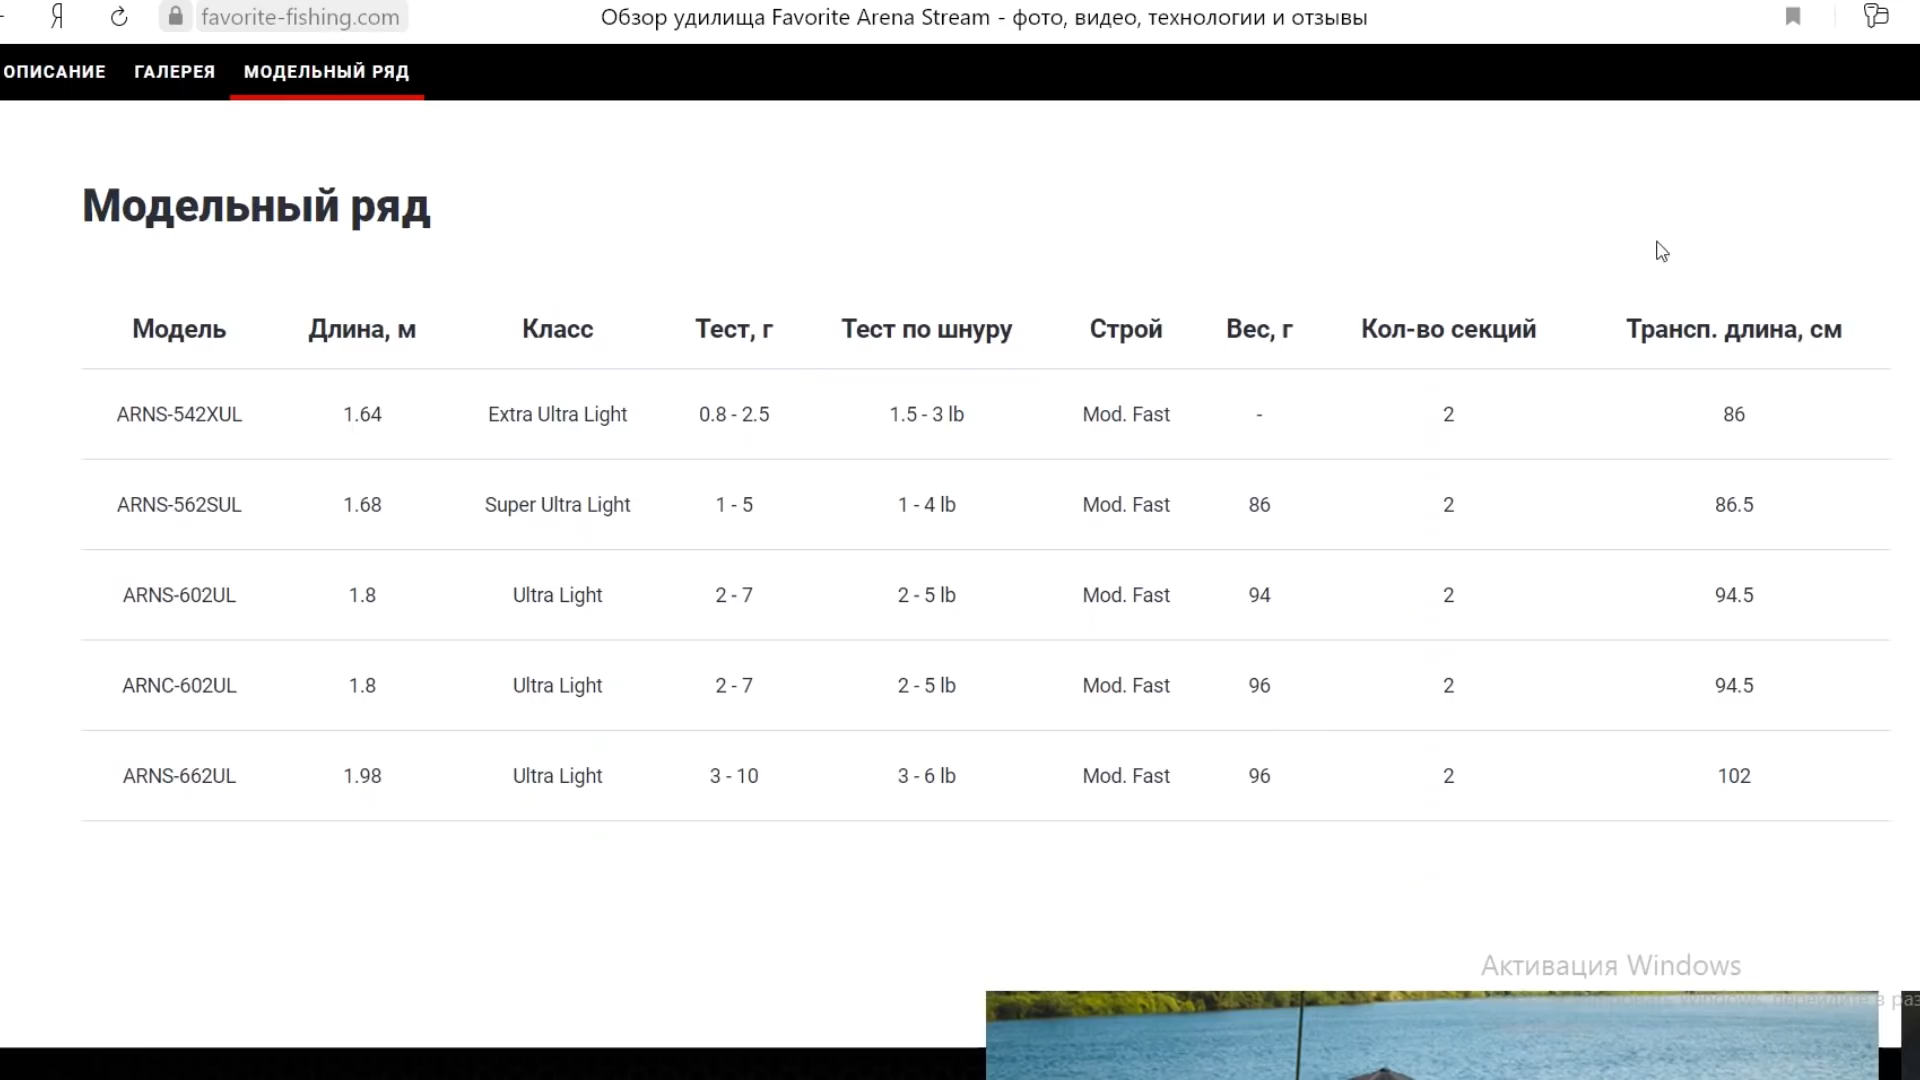 Я favorite-fishing.com Обзор удилища Favorite Arena Stream - фото, видео, технологии и отзывы
ОПИСАНИЕ ГАЛЕРЕЯ МОДЕЛЬНЫЙ РЯД
Модельный ряд
Модель Длина, м Класс Тест, г Тест по шнуру Строй Вес, г Кол-во секций Трансп. длина, см
ARNS-542XUL 1.64 Extra Ultra Light 0.8 - 2.5 1.5 - 3 lb Mod. Fast - 2 86
ARNS-562SUL 1.68 Super Ultra Light 1 - 5 1 - 4 lb Mod. Fast 86 2 86.5
ARNS-602UL 1.8 Ultra Light 2 - 7 2 - 5 lb Mod. Fast 94 2 94.5
ARNC-602UL 1.8 Ultra Light 2 - 7 2 - 5 lb Mod. Fast 96 2 94.5
ARNS-662UL 1.98 Ultra Light 3 - 10 3 - 6 lb Mod. Fast 96 2 102
Активация Windows
Windows, перейдите в раз